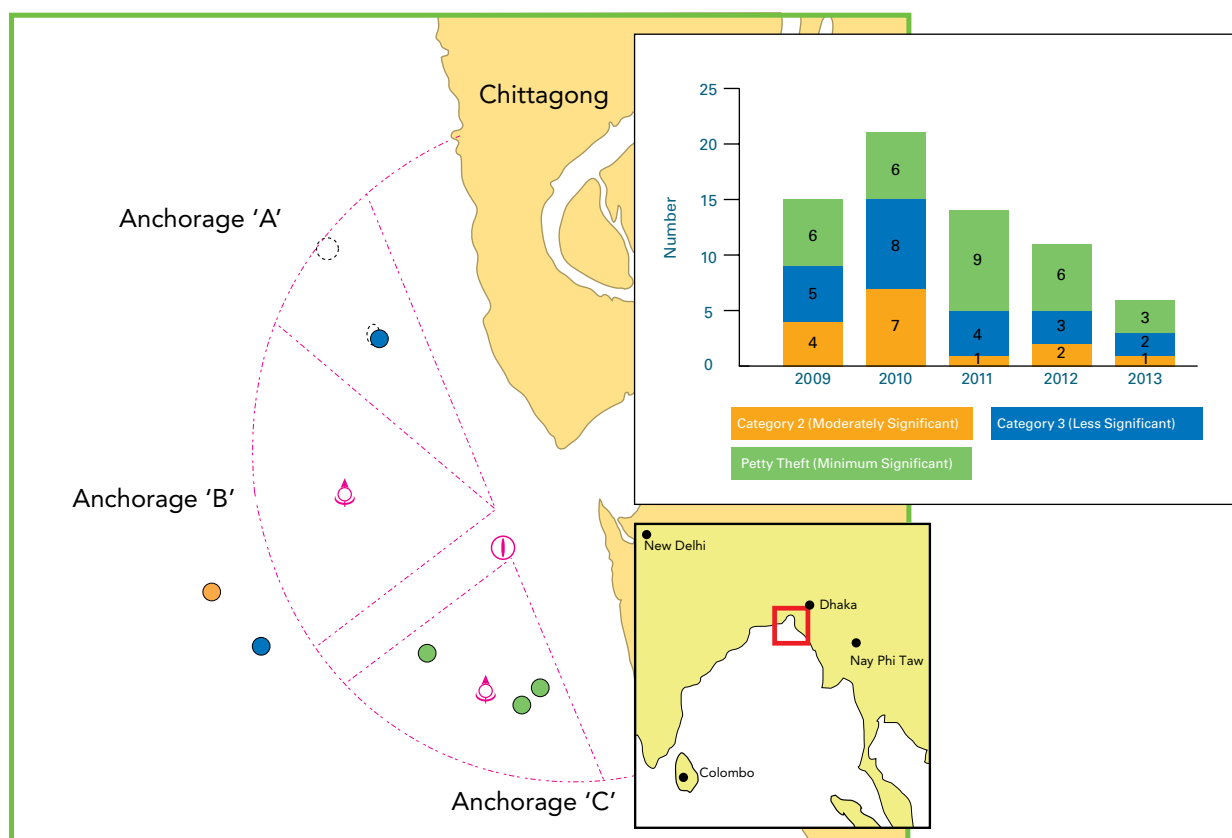 Chittagong
Anchorage 'A'
Anchorage 'B'
Anchorage 'C'
Number
25
20
15
10
5
0
6
5
4
6
8
7
9
4
1
6
3
2
3
2
1
2009 2010 2011 2012 2013
Category 2 (Moderately Significant) Category 3 (Less Significant)
Petty Theft (Minimum Significant)
New Delhi
Dhaka
Nay Phi Taw
Colombo